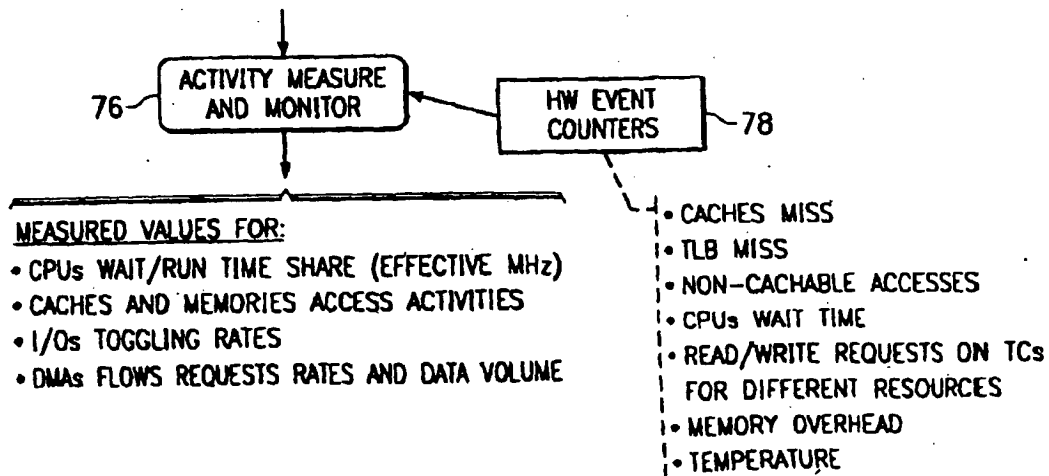 ACTIVITY MEASURE
AND MONITOR
76
HW EVENT
COUNTERS
78
MEASURED VALUES FOR:
• CPUs WAIT/RUN TIME SHARE (EFFECTIVE MHz)
• CACHES AND MEMORIES ACCESS ACTIVITIES
• I/Os TOGGLING RATES
• DMAs FLOWS REQUESTS RATES AND DATA VOLUME
• CACHES MISS
• TLB MISS
• NON-CACHABLE ACCESSES
• CPUs WAIT TIME
• READ/WRITE REQUESTS ON TCs
FOR DIFFERENT RESOURCES
• MEMORY OVERHEAD
• TEMPERATURE